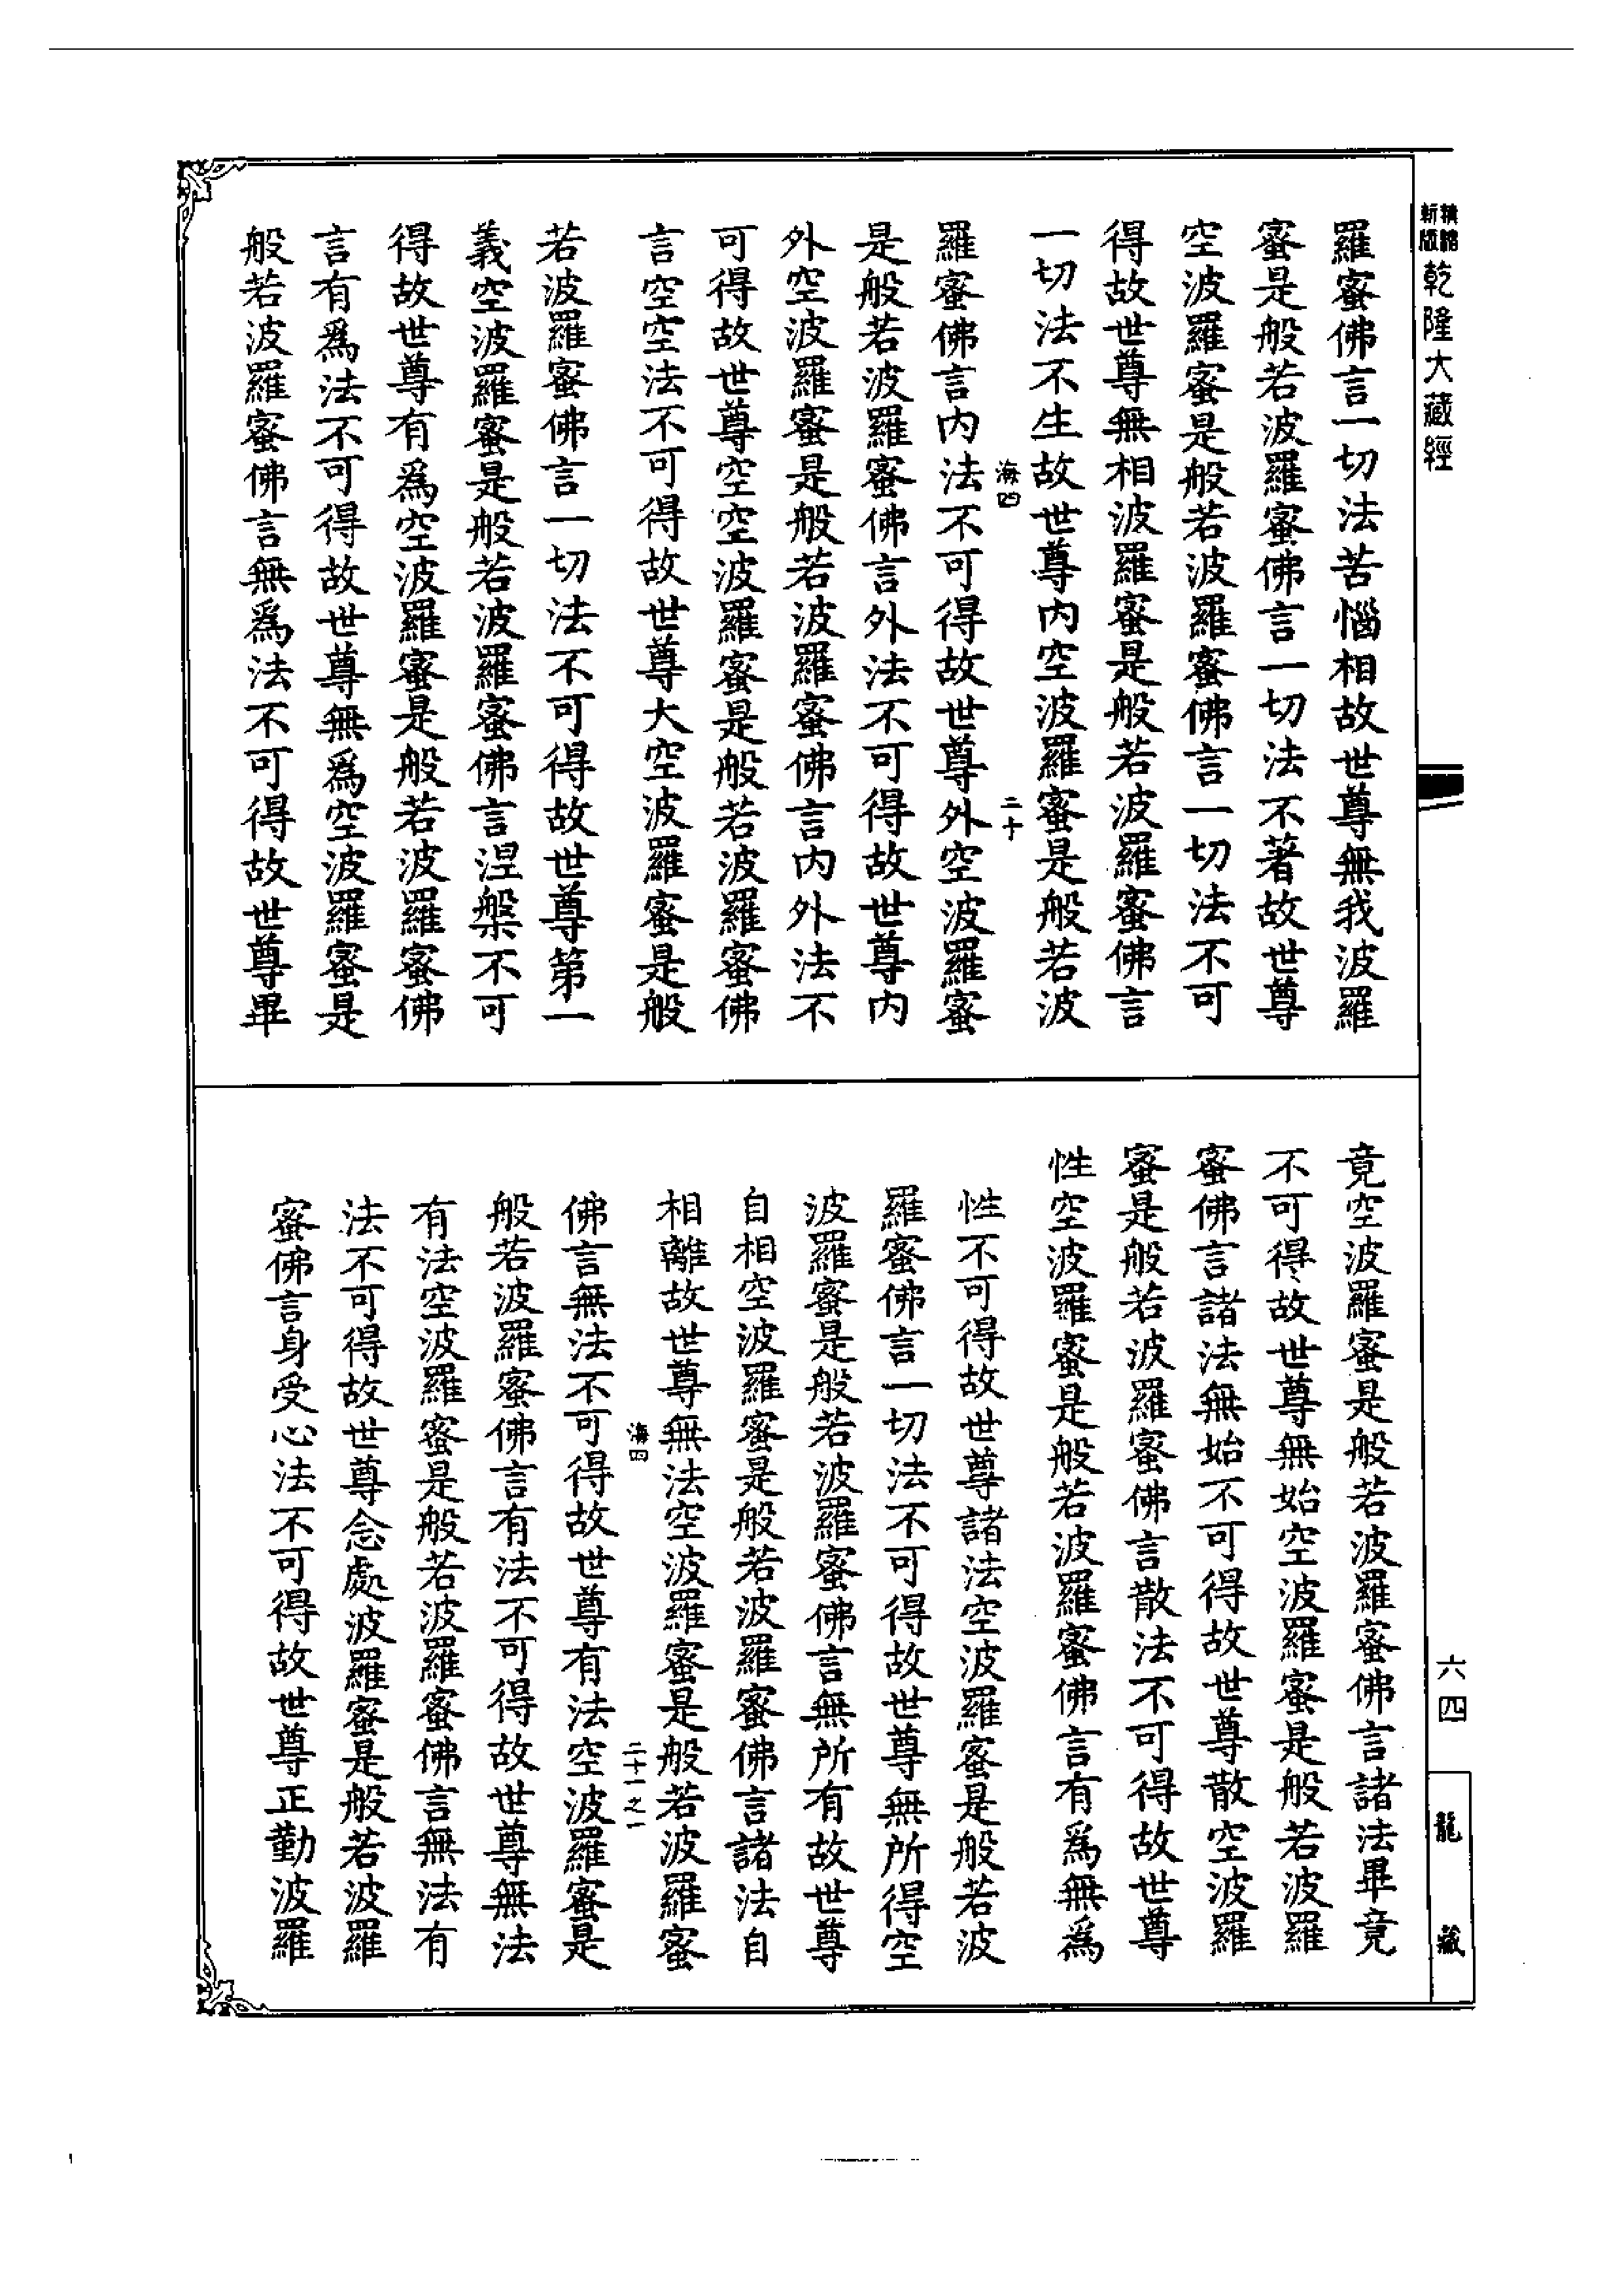 精縮新版乾隆大藏經
羅蜜佛言一切法苦惱相故世尊無我波羅
蜜是般若波羅蜜佛言一切法不著故世尊
空波羅蜜是般若波羅蜜佛言一切法不可
得故世尊無相波羅蜜是般若波羅蜜佛言
一切法不生故世尊內空波羅蜜是般若波
海四 二十
羅蜜佛言內法不可得故世尊外空波羅蜜
是般若波羅蜜佛言外法不可得故世尊內
外空波羅蜜是般若波羅蜜佛言內外法不
可得故世尊空空波羅蜜是般若波羅蜜佛
言空空法不可得故世尊大空波羅蜜是般
若波羅蜜佛言一切法不可得故世尊第一
義空波羅蜜是般若波羅蜜佛言涅槃不可
得故世尊有爲空波羅蜜是般若波羅蜜佛
言有爲法不可得故世尊無爲空波羅蜜是
般若波羅蜜佛言無爲法不可得故世尊畢
竟空波羅蜜是般若波羅蜜佛言諸法畢竟
不可得故世尊無始空波羅蜜是般若波羅
蜜佛言諸法無始不可得故世尊散空波羅
蜜是般若波羅蜜佛言散法不可得故世尊
性空波羅蜜是般若波羅蜜佛言有爲無爲
性不可得故世尊諸法空波羅蜜是般若波
羅蜜佛言一切法不可得故世尊無所得空
波羅蜜是般若波羅蜜佛言無所有故世尊
自相空波羅蜜是般若波羅蜜佛言諸法自
相離故世尊無法空波羅蜜是般若波羅蜜
海四 二十一之一
佛言無法不可得故世尊有法空波羅蜜是
般若波羅蜜佛言有法不可得故世尊無法
有法空波羅蜜是般若波羅蜜佛言無法有
法不可得故世尊念處波羅蜜是般若波羅
蜜佛言身受心法不可得故世尊正勤波羅
六四
龍藏